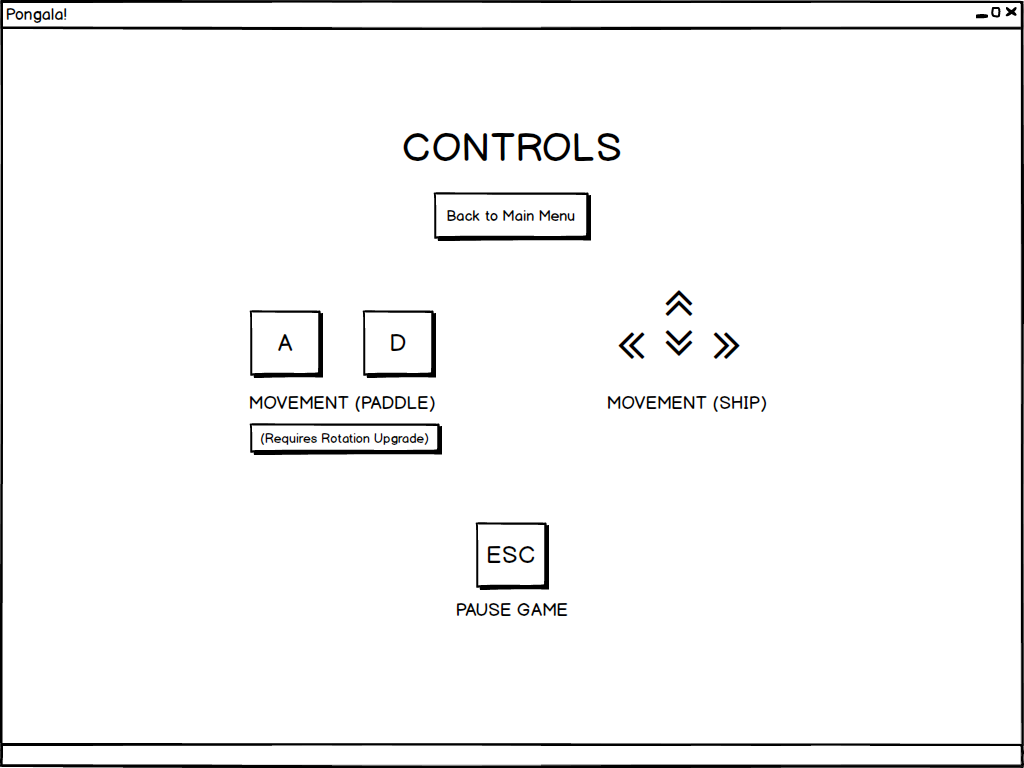 Pongala!
CONTROLS
Back to Main Menu
A D
MOVEMENT (PADDLE)
(Requires Rotation Upgrade)
MOVEMENT (SHIP)
ESC
PAUSE GAME